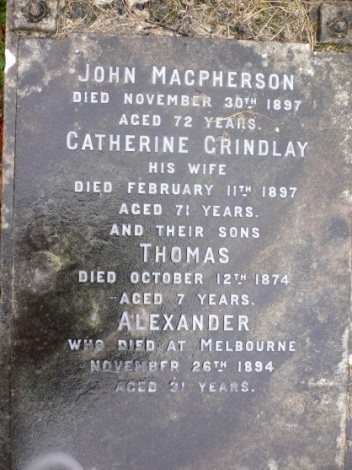 JOHN MACPHERSON
DIED NOVEMBER 30TH 1897
AGED 72 YEARS.
CATHERINE GRINDLAY
HIS WIFE
DIED FEBRUARY 11TH 1897
AGED 71 YEARS.
AND THEIR SONS
THOMAS
DIED OCTOBER 12TH 1874
AGED 7 YEARS.
ALEXANDER
WHO DIED AT MELBOURNE
NOVEMBER 26TH 1894
AGED 31 YEARS.